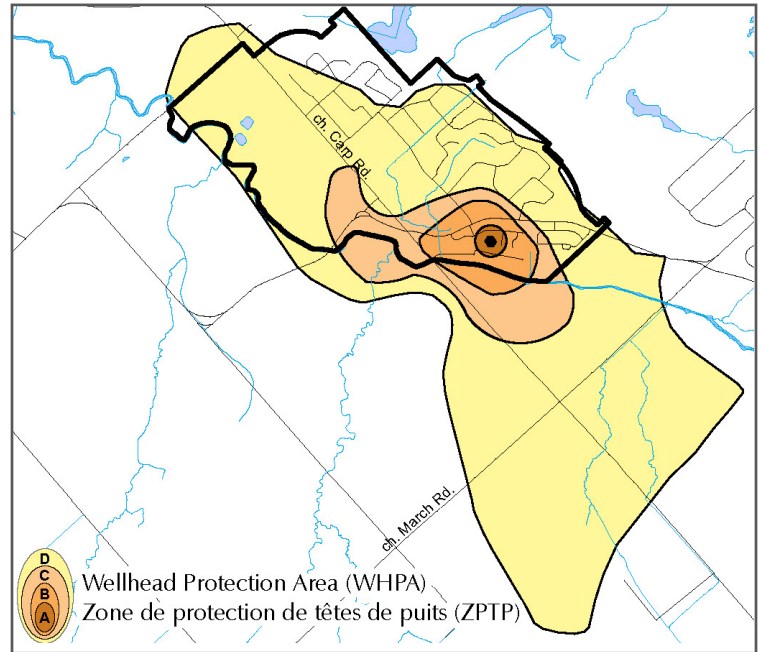 ch. Carp Rd.
ch. March Rd.
D
C
B
A
Wellhead Protection Area (WHPA)
Zone de protection de têtes de puits (ZPTP)